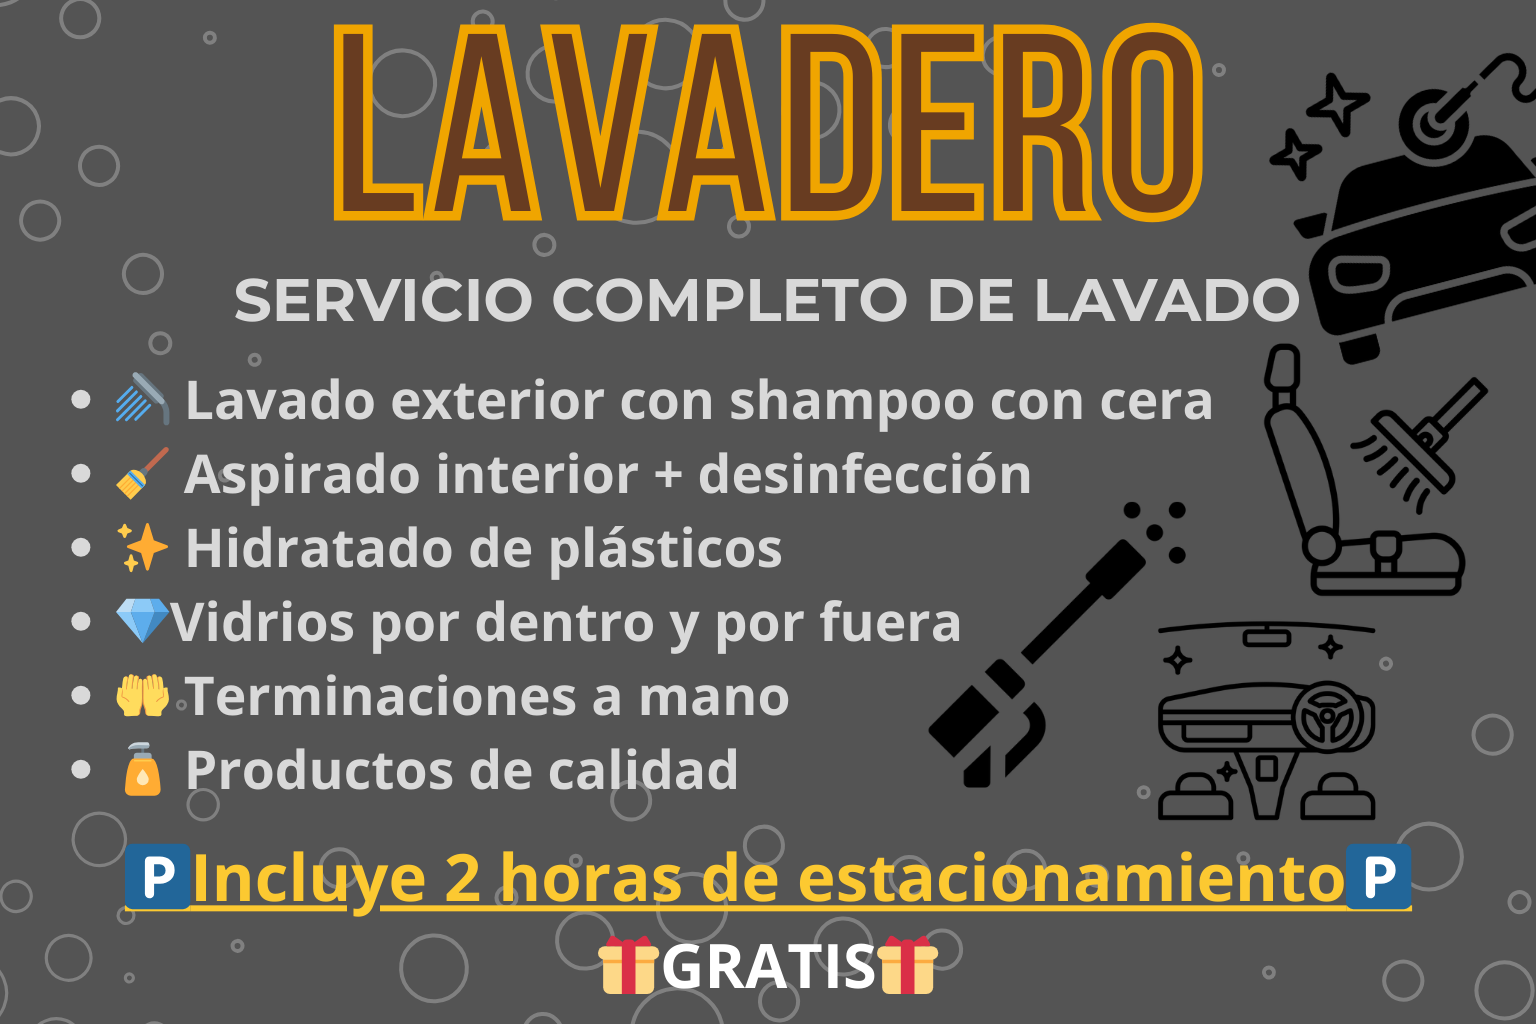 LAVADERO
SERVICIO COMPLETO DE LAVADO
• 🚿 Lavado exterior con shampoo con cera
• 🧹 Aspirado interior + desinfección
• ✨ Hidratado de plásticos
• 💎Vidrios por dentro y por fuera
• 🤲 Terminaciones a mano
• 🧴 Productos de calidad
🅿️Incluye 2 horas de estacionamiento🅿️
🎁GRATIS🎁